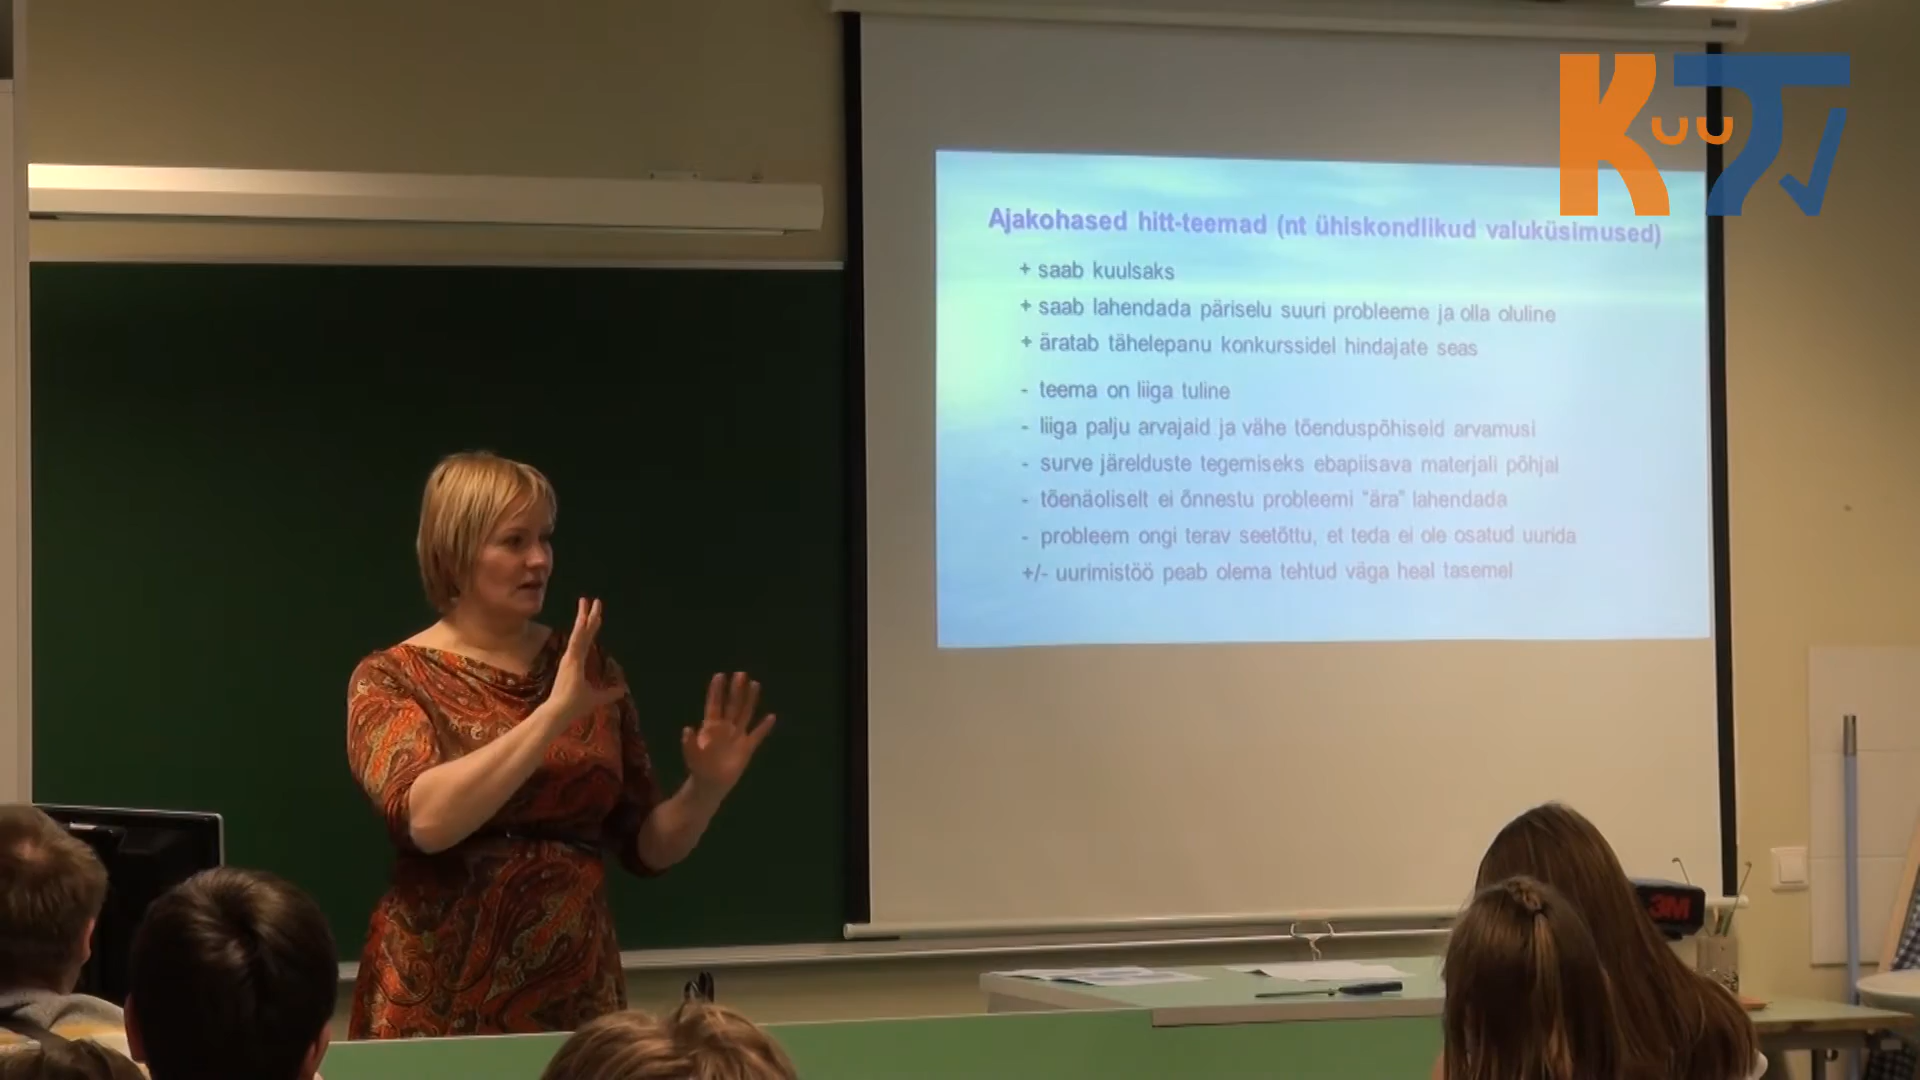 KuuTV
Ajakohased hitt-teemad (nt ühiskondlikud valuküsimused)
+ saab kuulsaks
+ saab lahendada päriselu suuri probleeme ja olla oluline
+ äratab tähelepanu konkurssidel hindajate seas
- teema on liiga tuline
- liiga palju arvajaid ja vähe tõenduspõhiseid arvamusi
- surve järelduste tegemiseks ebapiisava materjali põhjal
- tõenäoliselt ei õnnestu probleemi "ära" lahendada
- probleem ongi terav seetõttu, et teda ei ole osatud uurida
+/- uurimistöö peab olema tehtud väga heal tasemel
3M